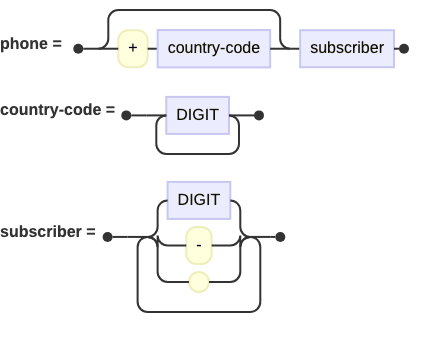 phone = + country-code subscriber
country-code = DIGIT
DIGIT
subscriber = -